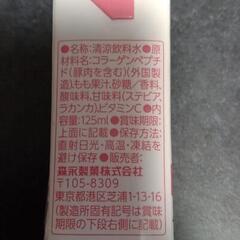 ●名称:清涼飲料水●原
材料名:コラーゲンペプチ
ド(豚肉を含む)(外国製
造)、もも果汁、砂糖/香料、
酸味料、甘味料(ステビア、
ラカンカ)、ビタミンC●内
容量:125ml●賞味期限:
上面に記載●保存方法:
直射日光・高温・凍結を
避け保存●販売者:
森永製菓株式会社
〒105-8309
東京都港区芝浦1-13-16
(製造所固有記号は賞味
期限の下段右側に記載)